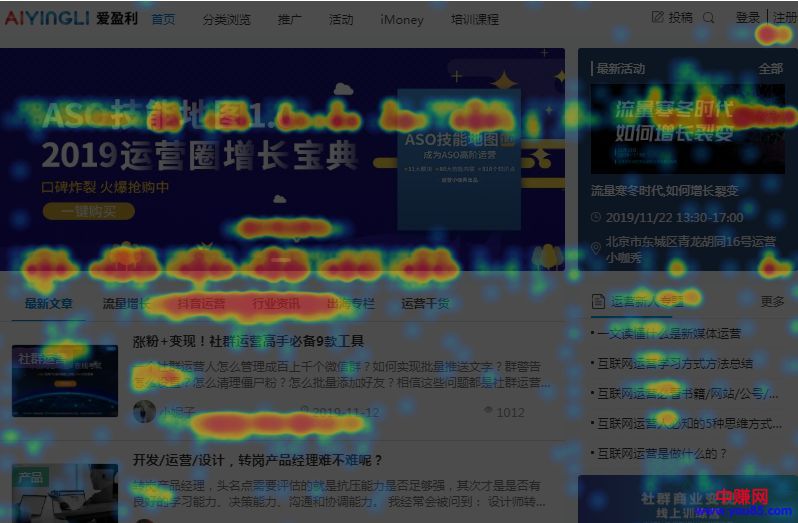 AIYINGLI 爱盈利 首页 分类浏览 推广 活动 iMoney 培训课程 投稿 登录 注册
ASO技能地图1.
2019运营圈增长宝典
口碑炸裂 火爆抢购中
一键购买
ASO技能地图
成为ASO高阶运营
最新活动 全部
流量寒冬时代
如何增长裂变
流量寒冬时代,如何增长裂变
2019/11/22 13:30-17:00
北京市东城区青龙胡同16号运营
小咖秀
最新文章 流量增长 抖音运营 行业资讯 出海专栏 运营干货
运营新人专题 更多
一文读懂什么是新媒体运营
互联网运营学习方式方法总结
互联网运营必看书籍/网站/公号/...
互联网运营人必知的5种思维方式...
互联网运营是做什么的？
社群运营
涨粉+变现！社群运营高手必备9款工具
一个社群运营人怎么管理成百上千个微信群？如何实现批量推送文字？群警告
怎么设置？怎么清理僵尸粉？怎么批量添加好友？相信这些问题都是社群运营...
2019-11-12 1012
产品
开发/运营/设计，转岗产品经理难不难呢？
转岗产品经理，头名点需要评估的就是抗压能力是否足够强，其次才是是否有
良好的学习能力、决策能力、沟通和协调能力。 我经常会被问到： 设计师转...
社群商业变现
线上训练营
中赚网
www.you85.com